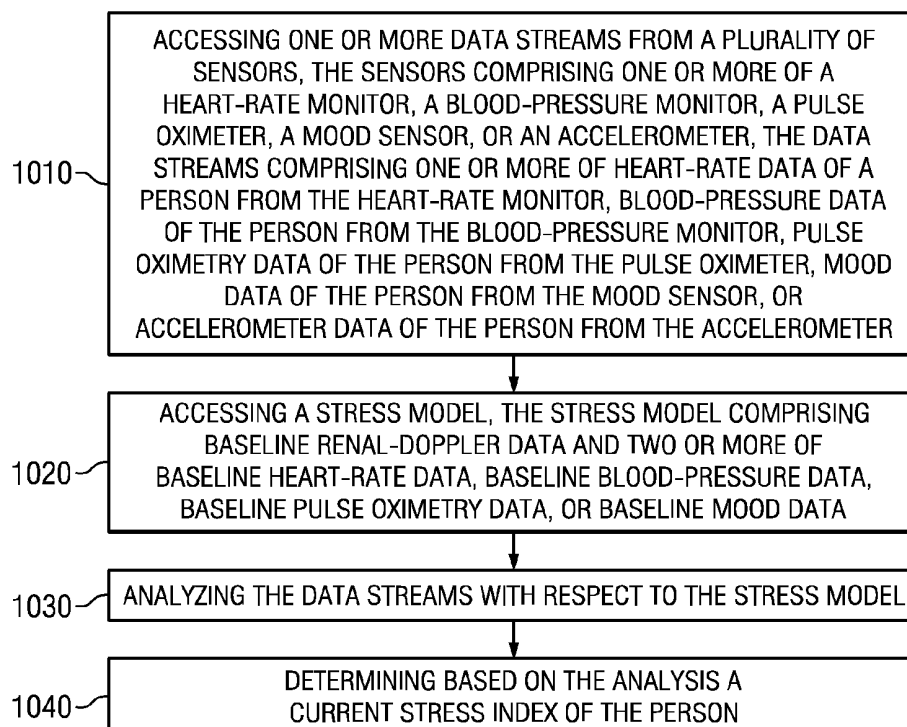 ACCESSING ONE OR MORE DATA STREAMS FROM A PLURALITY OF
SENSORS, THE SENSORS COMPRISING ONE OR MORE OF A
HEART-RATE MONITOR, A BLOOD-PRESSURE MONITOR, A PULSE
OXIMETER, A MOOD SENSOR, OR AN ACCELEROMETER, THE DATA
STREAMS COMPRISING ONE OR MORE OF HEART-RATE DATA OF A
1010 PERSON FROM THE HEART-RATE MONITOR, BLOOD-PRESSURE DATA
OF THE PERSON FROM THE BLOOD-PRESSURE MONITOR, PULSE
OXIMETRY DATA OF THE PERSON FROM THE PULSE OXIMETER, MOOD
DATA OF THE PERSON FROM THE MOOD SENSOR, OR
ACCELEROMETER DATA OF THE PERSON FROM THE ACCELEROMETER
ACCESSING A STRESS MODEL, THE STRESS MODEL COMPRISING
BASELINE RENAL-DOPPLER DATA AND TWO OR MORE OF
1020 BASELINE HEART-RATE DATA, BASELINE BLOOD-PRESSURE DATA,
BASELINE PULSE OXIMETRY DATA, OR BASELINE MOOD DATA
1030 ANALYZING THE DATA STREAMS WITH RESPECT TO THE STRESS MODEL
DETERMINING BASED ON THE ANALYSIS A
1040 CURRENT STRESS INDEX OF THE PERSON